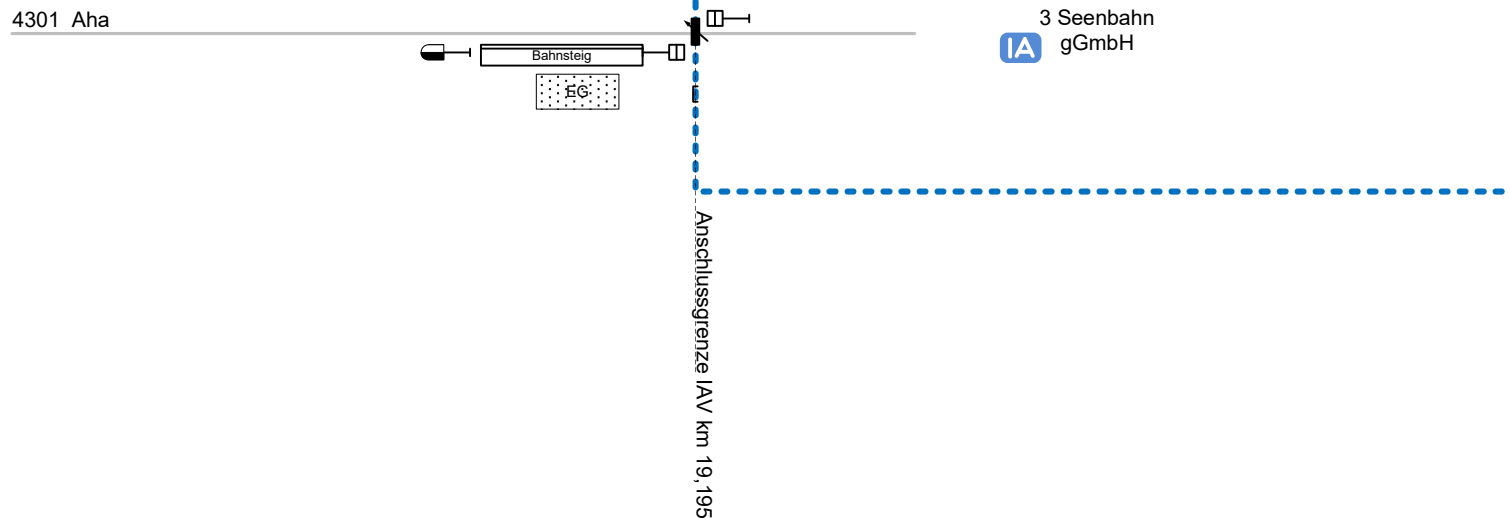 4301 Aha
3 Seenbahn
IA gGmbH
Bahnsteig
EG
Anschlussgrenze IAV km 19,195